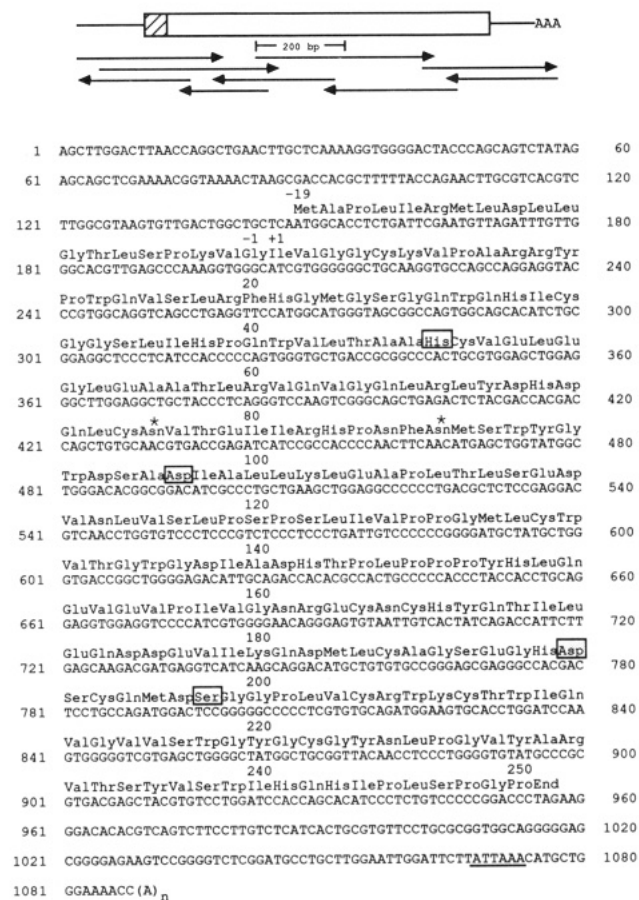 AAA
200 bp
1 AGCTTGGACTTAACCAGGCTGAACTTGCTCAAAAGGTGGGGACTACCCAGCAGTCTATAG 60
61 AGCAGCTCGAAAACGGTAAAACTAAGCGACCACGCTTTTTACCAGAACTTGCGTCACGTC 120
-19
MetAlaProLeuIleArgMetLeuAspLeuLeu
121 TTGGCGTAAGTGTTGACTGGCTGCTCAATGGCACCTCTGATTCGAATGTTAGATTTGTTG 180
-1 +1
GlyThrLeuSerProLysValGlyIleValGlyGlyCysLysValProAlaArgArgTyr
181 GGCACGTTGAGCCCAAAGGTGGGCATCGTGGGGGGCTGCAAGGTGCCAGCCAGGAGGTAC 240
20
ProTrpGlnValSerLeuArgPheHisGlyMetGlySerGlyGlnTrpGlnHisIleCys
241 CCGTGGCAGGTCAGCCTGAGGTTCCATGGCATGGGTAGCGGCCAGTGGCAGCACATCTGC 300
40
GlyGlySerLeuIleHisProGlnTrpValLeuThrAlaAlaHisCysValGluLeuGlu
301 GGAGGCTCCCTCATCCACCCCCAGTGGGTGCTGACCGCGGCCCACTGCGTGGAGCTGGAG 360
60
GlyLeuGluAlaAlaThrLeuArgValGlnValGlyGlnLeuArgLeuTyrAspHisAsp
361 GGCTTGGAGGCTGCTACCCTCAGGGTCCAAGTCGGGCAGCTGAGACTCTACGACCACGAC 420
80
GlnLeuCysAsnValThrGluIleIleArgHisProAsnPheAsnMetSerTrpTyrGly
* *
421 CAGCTGTGCAACGTGACCGAGATCATCCGCCACCCCAACTTCAACATGAGCTGGTATGGC 480
100
TrpAspSerAlaAspIleAlaLeuLeuLysLeuGluAlaProLeuThrLeuSerGluAsp
481 TGGGACACGGCGGACATCGCCCTGCTGAAGCTGGAGGCCCCCCTGACGCTCTCCGAGGAC 540
120
ValAsnLeuValSerLeuProSerProSerLeuIleValProProGlyMetLeuCysTrp
541 GTCAACCTGGTGTCCCTCCCGTCTCCCTCCCTGATTGTCCCCCCGGGGATGCTATGCTGG 600
140
ValThrGlyTrpGlyAspIleAlaAspHisThrProLeuProProProTyrHisLeuGln
601 GTGACCGGCTGGGGAGACATTGCAGACCACACGCCACTGCCCCCACCCTACCACCTGCAG 660
160
GluValGluValProIleValGlyAsnArgGluCysAsnCysHisTyrGlnThrIleLeu
661 GAGGTGGAGGTCCCCATCGTGGGGAACAGGGAGTGTAATTGTCACTATCAGACCATTCTT 720
180
GluGlnAspAspGluValIleLysGlnAspMetLeuCysAlaGlySerGluGlyHisAsp
721 GAGCAAGACGATGAGGTCATCAAGCAGGACATGCTGTGTGCCGGGAGCGAGGGCCACGAC 780
200
SerCysGlnMetAspSerGlyGlyProLeuValCysArgTrpLysCysThrTrpIleGln
781 TCCTGCCAGATGGACTCCGGGGGCCCCCTCGTGTGCAGATGGAAGTGCACCTGGATCCAA 840
220
ValGlyValValSerTrpGlyTyrGlyCysGlyTyrAsnLeuProGlyValTyrAlaArg
841 GTGGGGGTCGTGAGCTGGGGCTATGGCTGCGGTTACAACCTCCCTGGGGTGTATGCCCGC 900
240 250
ValThrSerTyrValSerTrpIleHisGlnHisIleProLeuSerProGlyProEnd
901 GTGACGAGCTACGTGTCCTGGATCCACCAGCACATCCCTCTGTCCCCCGGACCCTAGAAG 960
961 GGACACACGTCAGTCTTCCTTGTCTCATCACTGCGTGTTCCTGCGCGGTGGCAGGGGGAG 1020
1021 CGGGGAGAAGTCCGGGGTCTCGGATGCCTGCTTGGAATTGGATTCTTATTAAACATGCTG 1080
1081 GGAAAACC(A)n